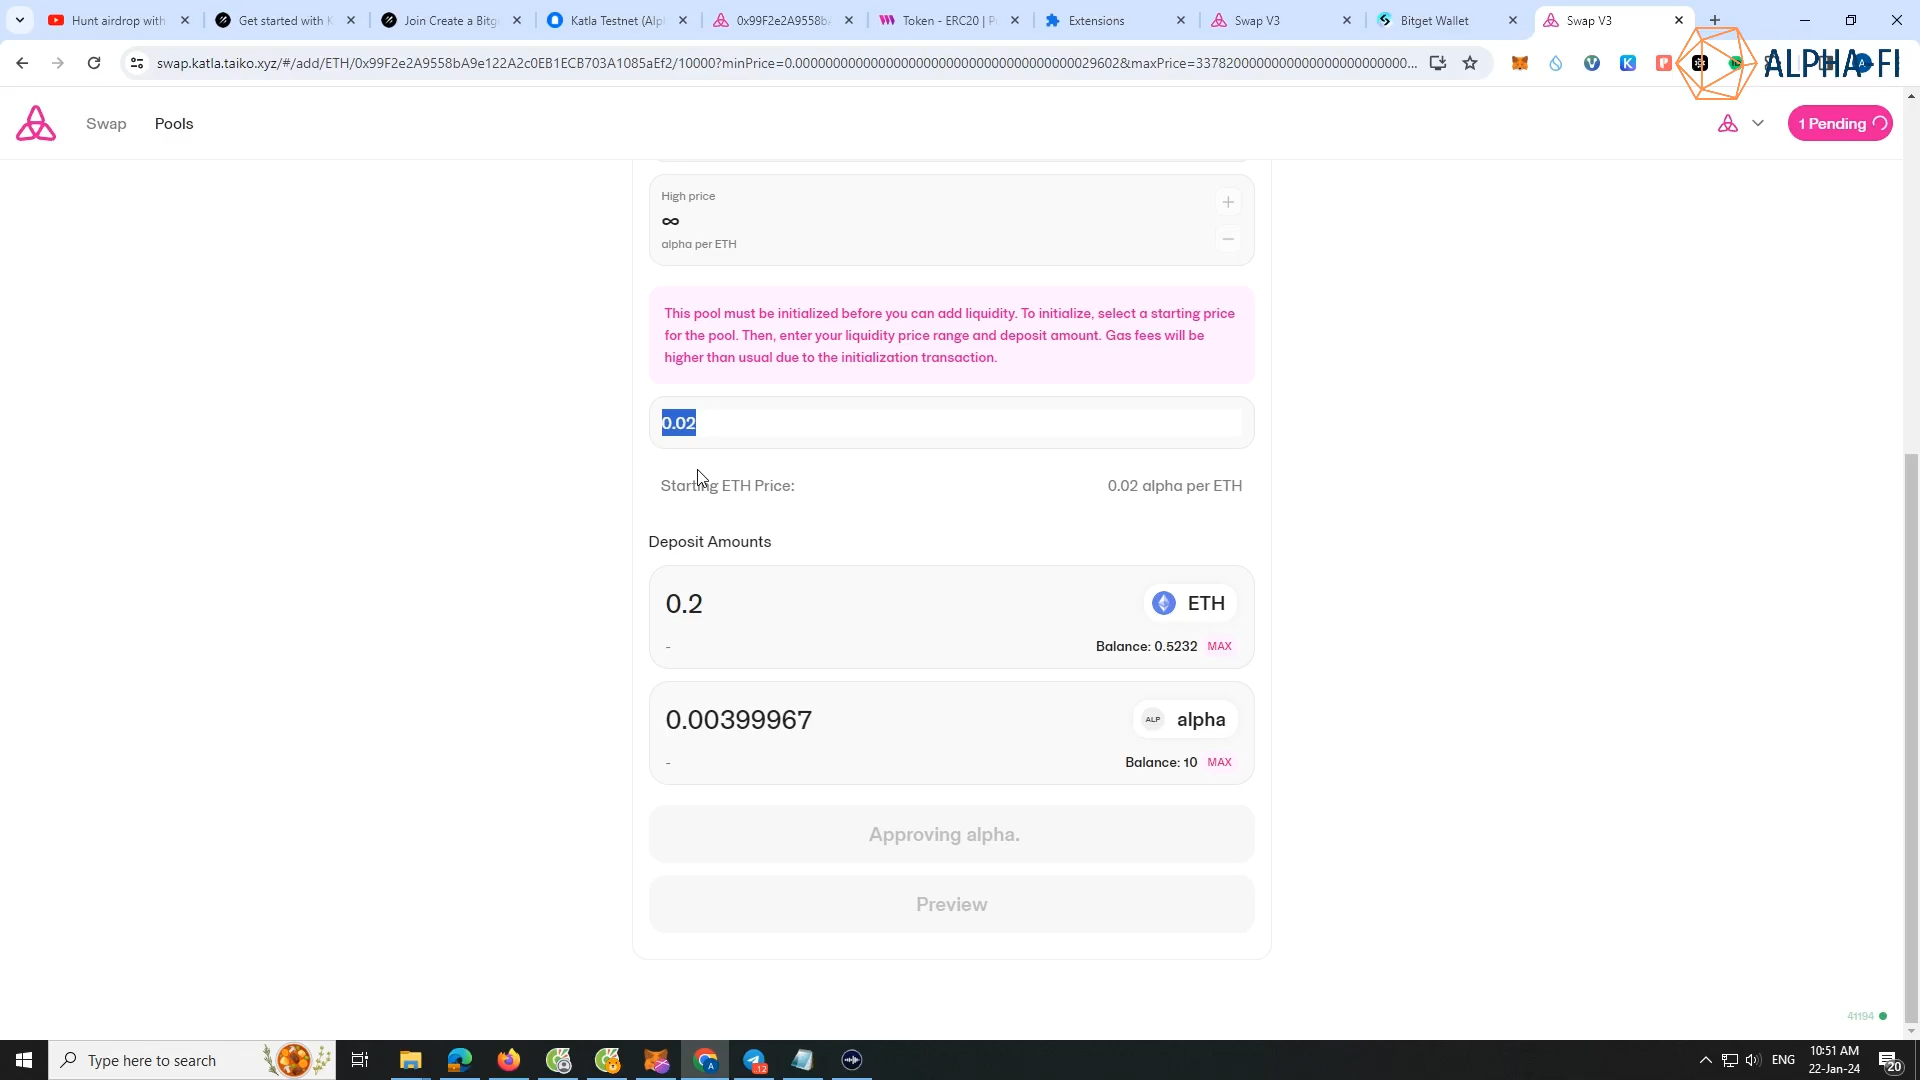 Hunt airdrop with
Get started with K
Join Create a Bitg
Katla Testnet (Alp
0x99F2e2A9558b
Token - ERC20 | P
Extensions
Swap V3
Bitget Wallet
Swap V3
swap.katla.taiko.xyz/#/add/ETH/0x99F2e2A9558bA9e122A2c0EB1ECB703A1085aEf2/10000?minPrice=0.00000000000000000000000000000000000029602&maxPrice=33782000000000000000000000000...
ALPHA-FI
Swap
Pools
1 Pending
High price
∞
alpha per ETH
This pool must be initialized before you can add liquidity. To initialize, select a starting price
for the pool. Then, enter your liquidity price range and deposit amount. Gas fees will be
higher than usual due to the initialization transaction.
0.02
Starting ETH Price:
0.02 alpha per ETH
Deposit Amounts
0.2
ETH
-
Balance: 0.5232
MAX
0.00399967
ALP
alpha
-
Balance: 10
MAX
Approving alpha.
Preview
41194
Type here to search
12
ENG
10:51 AM
22-Jan-24
20